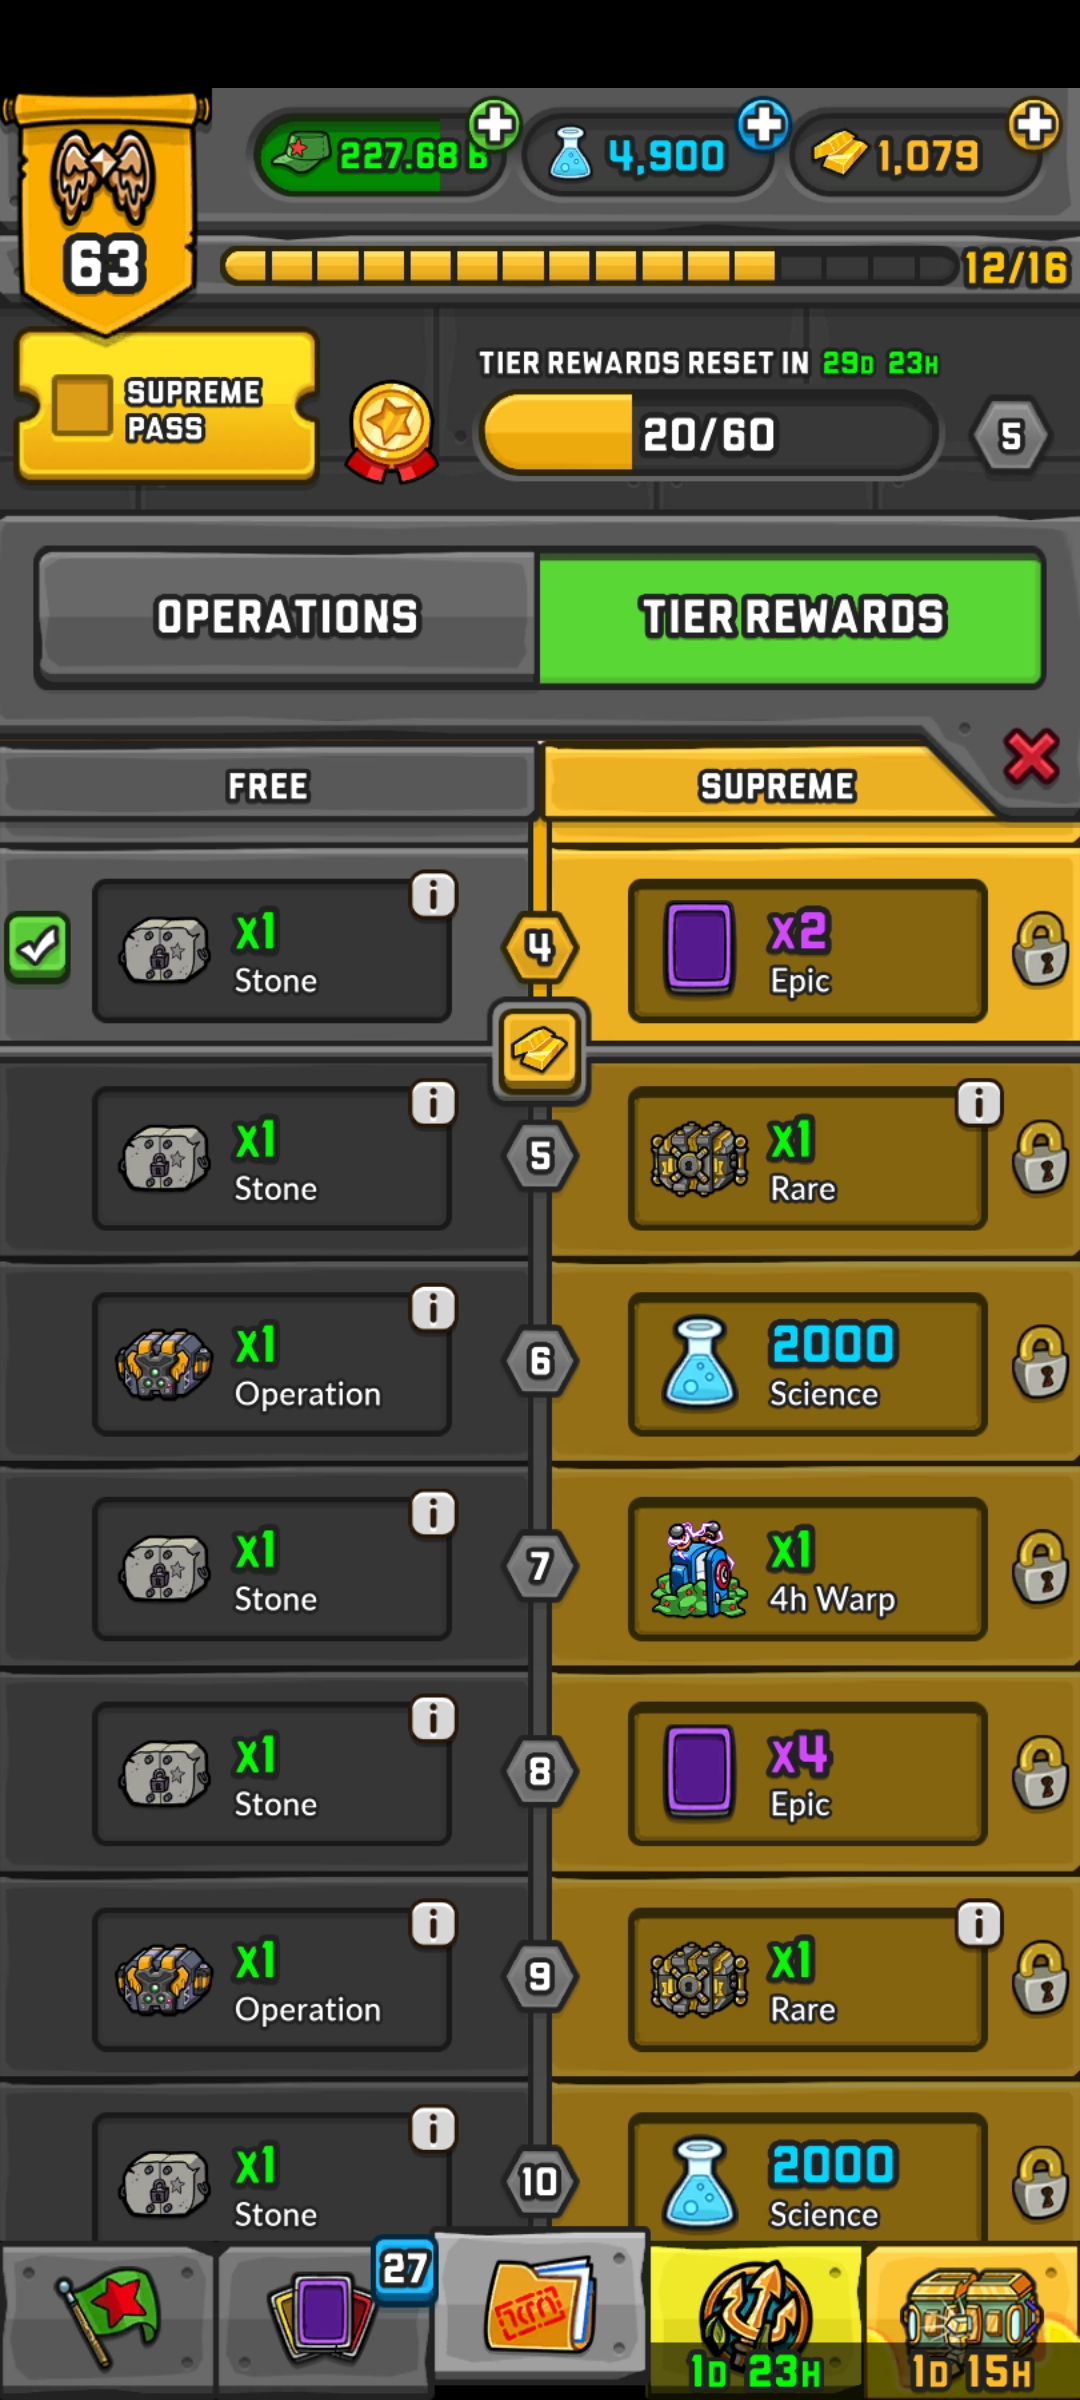 227.68 B
4,900
1,079
63
12/16
SUPREME
PASS
TIER REWARDS RESET IN 29D 23H
20/60
5
OPERATIONS
TIER REWARDS
FREE
SUPREME
X1
Stone
4
X2
Epic
X1
Stone
5
X1
Rare
X1
Operation
6
2000
Science
X1
Stone
7
X1
4h Warp
X1
Stone
8
X4
Epic
X1
Operation
9
X1
Rare
X1
Stone
10
2000
Science
27
1D 23H
1D 15H